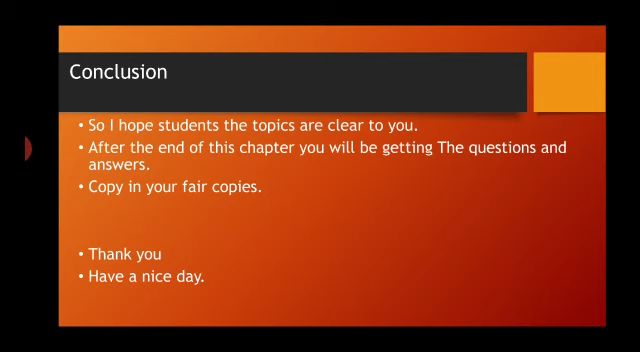 Conclusion
• So I hope students the topics are clear to you.
• After the end of this chapter you will be getting The questions and
answers.
• Copy in your fair copies.
• Thank you
• Have a nice day.